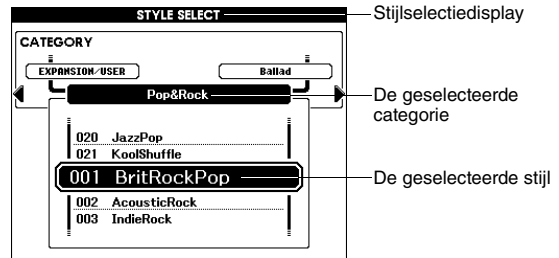 STYLE SELECT
Stijlselectiedisplay
CATEGORY
EXPANSION/USER
Ballad
Pop&Rock
De geselecteerde
categorie
020 JazzPop
021 KoolShuffle
001 BritRockPop
De geselecteerde stijl
002 AcousticRock
003 IndieRock